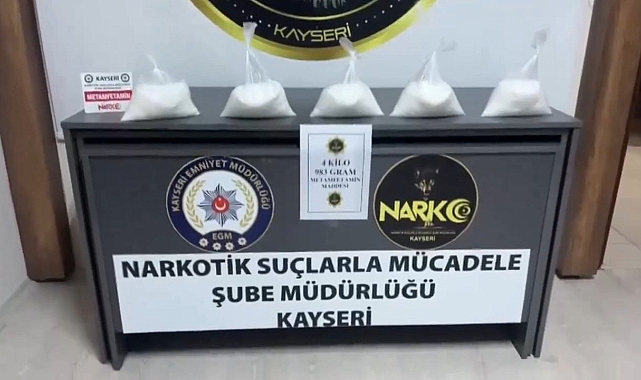 KAYSERİ
KAYSERİ
METAMFETAMİN
NARKO
4 KİLO
983 GRAM
METAMFETAMİN
MADDESİ
KAYSERİ EMNİYET MÜDÜRLÜĞÜ
EGM
NARKO
KAYSERİ
NARKOTİK SUÇLARLA MÜCADELE
ŞUBE MÜDÜRLÜĞÜ
KAYSERİ